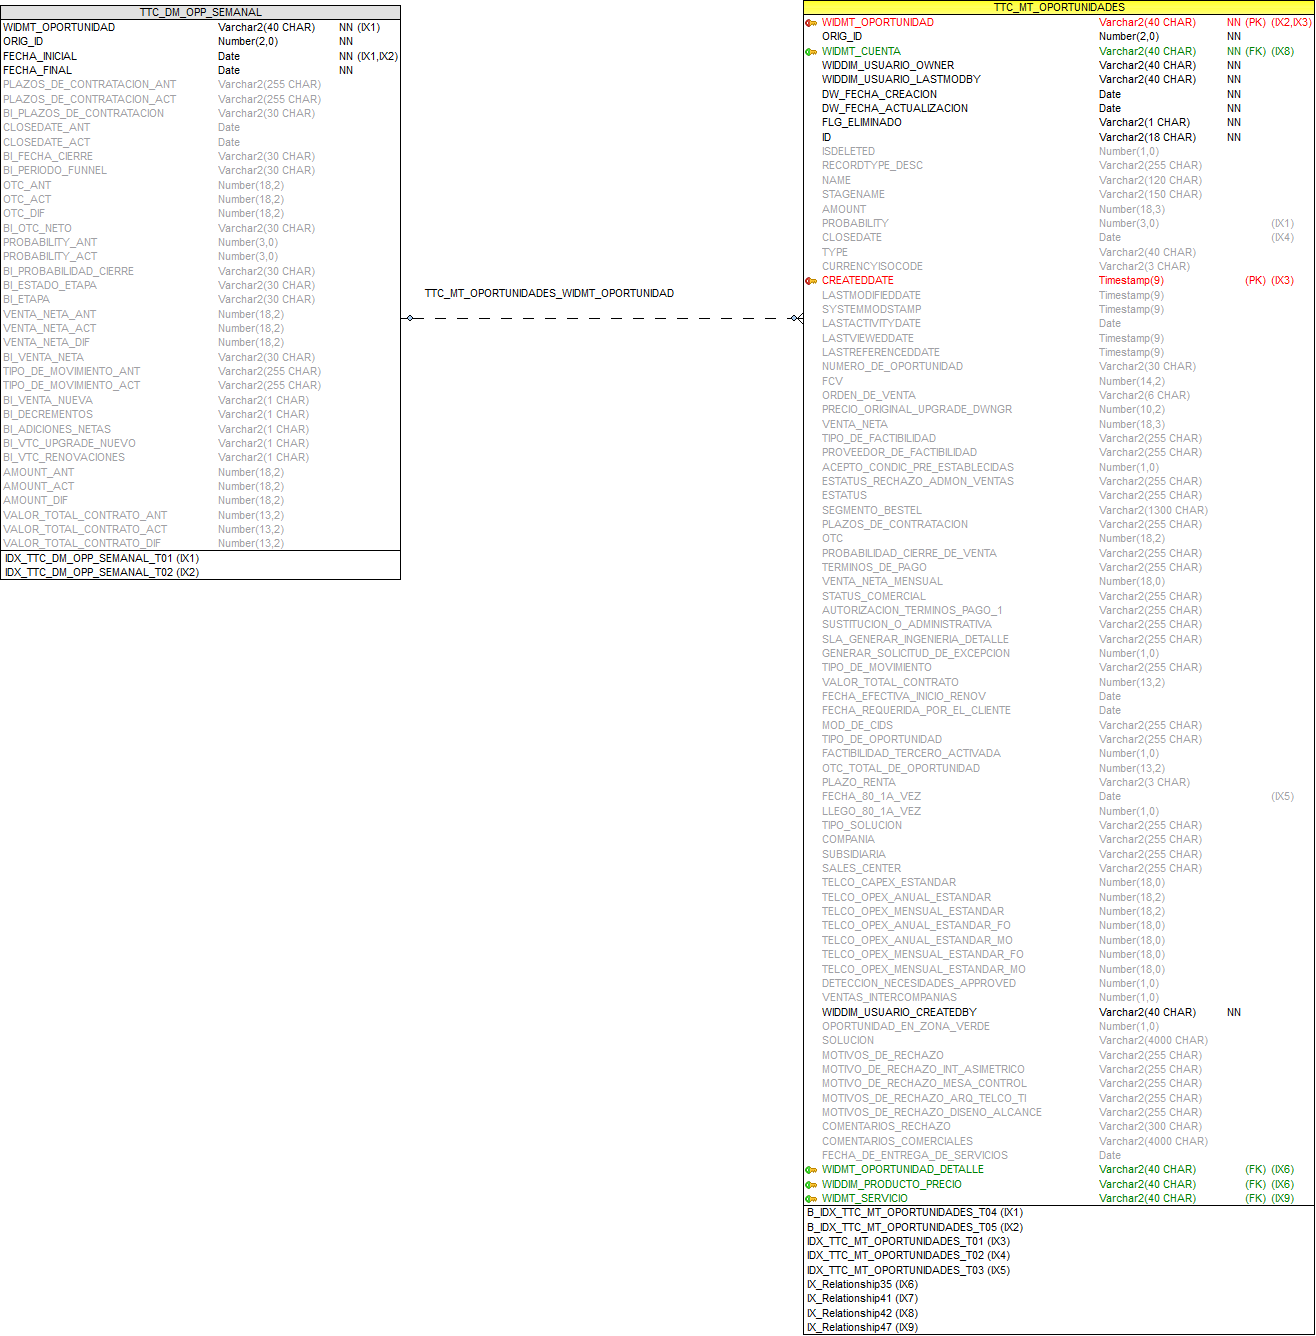 TTC_DM_OPP_SEMANAL
WIDMT_OPORTUNIDAD Varchar2(40 CHAR) NN (IX1)
ORIG_ID Number(2,0) NN
FECHA_INICIAL Date NN (IX1,IX2)
FECHA_FINAL Date NN
PLAZOS_DE_CONTRATACION_ANT Varchar2(255 CHAR)
PLAZOS_DE_CONTRATACION_ACT Varchar2(255 CHAR)
BI_PLAZOS_DE_CONTRATACION Varchar2(30 CHAR)
CLOSEDATE_ANT Date
CLOSEDATE_ACT Date
BI_FECHA_CIERRE Varchar2(30 CHAR)
BI_PERIODO_FUNNEL Varchar2(30 CHAR)
OTC_ANT Number(18,2)
OTC_ACT Number(18,2)
OTC_DIF Number(18,2)
BI_OTC_NETO Varchar2(30 CHAR)
PROBABILITY_ANT Number(3,0)
PROBABILITY_ACT Number(3,0)
BI_PROBABILIDAD_CIERRE Varchar2(30 CHAR)
BI_ESTADO_ETAPA Varchar2(30 CHAR)
BI_ETAPA Varchar2(30 CHAR)
VENTA_NETA_ANT Number(18,2)
VENTA_NETA_ACT Number(18,2)
VENTA_NETA_DIF Number(18,2)
BI_VENTA_NETA Varchar2(30 CHAR)
TIPO_DE_MOVIMIENTO_ANT Varchar2(255 CHAR)
TIPO_DE_MOVIMIENTO_ACT Varchar2(255 CHAR)
BI_VENTA_NUEVA Varchar2(1 CHAR)
BI_DECREMENTOS Varchar2(1 CHAR)
BI_ADICIONES_NETAS Varchar2(1 CHAR)
BI_VTC_UPGRADE_NUEVO Varchar2(1 CHAR)
BI_VTC_RENOVACIONES Varchar2(1 CHAR)
AMOUNT_ANT Number(18,2)
AMOUNT_ACT Number(18,2)
AMOUNT_DIF Number(18,2)
VALOR_TOTAL_CONTRATO_ANT Number(13,2)
VALOR_TOTAL_CONTRATO_ACT Number(13,2)
VALOR_TOTAL_CONTRATO_DIF Number(13,2)
IDX_TTC_DM_OPP_SEMANAL_T01 (IX1)
IDX_TTC_DM_OPP_SEMANAL_T02 (IX2)
TTC_MT_OPORTUNIDADES_WIDMT_OPORTUNIDAD
TTC_MT_OPORTUNIDADES
WIDMT_OPORTUNIDAD Varchar2(40 CHAR) NN (PK) (IX2,IX3)
ORIG_ID Number(2,0) NN
WIDMT_CUENTA Varchar2(40 CHAR) NN (FK) (IX8)
WIDDIM_USUARIO_OWNER Varchar2(40 CHAR) NN
WIDDIM_USUARIO_LASTMODBY Varchar2(40 CHAR) NN
DW_FECHA_CREACION Date NN
DW_FECHA_ACTUALIZACION Date NN
FLG_ELIMINADO Varchar2(1 CHAR) NN
ID Varchar2(18 CHAR) NN
ISDELETED Number(1,0)
RECORDTYPE_DESC Varchar2(255 CHAR)
NAME Varchar2(120 CHAR)
STAGENAME Varchar2(150 CHAR)
AMOUNT Number(18,3)
PROBABILITY Number(3,0) (IX1)
CLOSEDATE Date (IX4)
TYPE Varchar2(40 CHAR)
CURRENCYISOCODE Varchar2(3 CHAR)
CREATEDDATE Timestamp(9) (PK) (IX3)
LASTMODIFIEDDATE Timestamp(9)
SYSTEMMODSTAMP Timestamp(9)
LASTACTIVITYDATE Date
LASTVIEWEDDATE Timestamp(9)
LASTREFERENCEDDATE Timestamp(9)
NUMERO_DE_OPORTUNIDAD Varchar2(30 CHAR)
FCV Number(14,2)
ORDEN_DE_VENTA Varchar2(6 CHAR)
PRECIO_ORIGINAL_UPGRADE_DWNGR Number(10,2)
VENTA_NETA Number(18,3)
TIPO_DE_FACTIBILIDAD Varchar2(255 CHAR)
PROVEEDOR_DE_FACTIBILIDAD Varchar2(255 CHAR)
ACEPTO_CONDIC_PRE_ESTABLECIDAS Number(1,0)
ESTATUS_RECHAZO_ADMON_VENTAS Varchar2(255 CHAR)
ESTATUS Varchar2(255 CHAR)
SEGMENTO_BESTEL Varchar2(1300 CHAR)
PLAZOS_DE_CONTRATACION Varchar2(255 CHAR)
OTC Number(18,2)
PROBABILIDAD_CIERRE_DE_VENTA Varchar2(255 CHAR)
TERMINOS_DE_PAGO Varchar2(255 CHAR)
VENTA_NETA_MENSUAL Number(18,0)
STATUS_COMERCIAL Varchar2(255 CHAR)
AUTORIZACION_TERMINOS_PAGO_1 Varchar2(255 CHAR)
SUSTITUCION_O_ADMINISTRATIVA Varchar2(255 CHAR)
SLA_GENERAR_INGENIERIA_DETALLE Varchar2(255 CHAR)
GENERAR_SOLICITUD_DE_EXCEPCION Number(1,0)
TIPO_DE_MOVIMIENTO Varchar2(255 CHAR)
VALOR_TOTAL_CONTRATO Number(13,2)
FECHA_EFECTIVA_INICIO_RENOV Date
FECHA_REQUERIDA_POR_EL_CLIENTE Date
MOD_DE_CIDS Varchar2(255 CHAR)
TIPO_DE_OPORTUNIDAD Varchar2(255 CHAR)
FACTIBILIDAD_TERCERO_ACTIVADA Number(1,0)
OTC_TOTAL_DE_OPORTUNIDAD Number(13,2)
PLAZO_RENTA Varchar2(3 CHAR)
FECHA_80_1A_VEZ Date (IX5)
LLEGO_80_1A_VEZ Number(1,0)
TIPO_SOLUCION Varchar2(255 CHAR)
COMPANIA Varchar2(255 CHAR)
SUBSIDIARIA Varchar2(255 CHAR)
SALES_CENTER Varchar2(255 CHAR)
TELCO_CAPEX_ESTANDAR Number(18,0)
TELCO_OPEX_ANUAL_ESTANDAR Number(18,2)
TELCO_OPEX_MENSUAL_ESTANDAR Number(18,2)
TELCO_OPEX_ANUAL_ESTANDAR_FO Number(18,0)
TELCO_OPEX_ANUAL_ESTANDAR_MO Number(18,0)
TELCO_OPEX_MENSUAL_ESTANDAR_FO Number(18,0)
TELCO_OPEX_MENSUAL_ESTANDAR_MO Number(18,0)
DETECCION_NECESIDADES_APPROVED Number(1,0)
VENTAS_INTERCOMPANIAS Number(1,0)
WIDDIM_USUARIO_CREATEDBY Varchar2(40 CHAR) NN
OPORTUNIDAD_EN_ZONA_VERDE Number(1,0)
SOLUCION Varchar2(4000 CHAR)
MOTIVOS_DE_RECHAZO Varchar2(255 CHAR)
MOTIVO_DE_RECHAZO_INT_ASIMETRICO Varchar2(255 CHAR)
MOTIVO_DE_RECHAZO_MESA_CONTROL Varchar2(255 CHAR)
MOTIVOS_DE_RECHAZO_ARQ_TELCO_TI Varchar2(255 CHAR)
MOTIVOS_DE_RECHAZO_DISENO_ALCANCE Varchar2(255 CHAR)
COMENTARIOS_RECHAZO Varchar2(300 CHAR)
COMENTARIOS_COMERCIALES Varchar2(4000 CHAR)
FECHA_DE_ENTREGA_DE_SERVICIOS Date
WIDMT_OPORTUNIDAD_DETALLE Varchar2(40 CHAR) (FK) (IX6)
WIDDIM_PRODUCTO_PRECIO Varchar2(40 CHAR) (FK) (IX6)
WIDMT_SERVICIO Varchar2(40 CHAR) (FK) (IX9)
B_IDX_TTC_MT_OPORTUNIDADES_T04 (IX1)
B_IDX_TTC_MT_OPORTUNIDADES_T05 (IX2)
IDX_TTC_MT_OPORTUNIDADES_T01 (IX3)
IDX_TTC_MT_OPORTUNIDADES_T02 (IX4)
IDX_TTC_MT_OPORTUNIDADES_T03 (IX5)
IX_Relationship35 (IX6)
IX_Relationship41 (IX7)
IX_Relationship42 (IX8)
IX_Relationship47 (IX9)